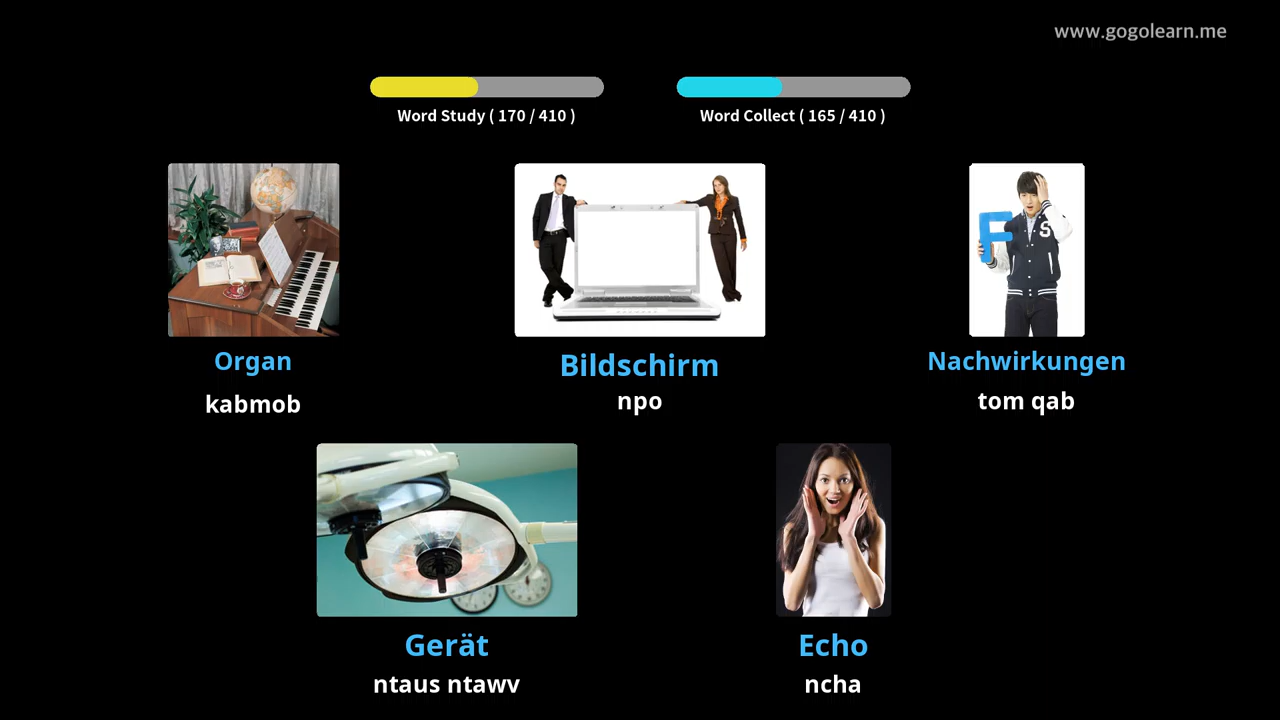 www.gogolearn.me
Word Study ( 170 / 410 )
Word Collect ( 165 / 410 )
F
S
Organ
kabmob
Bildschirm
npo
Nachwirkungen
tom qab
Gerät
ntaus ntawv
Echo
ncha